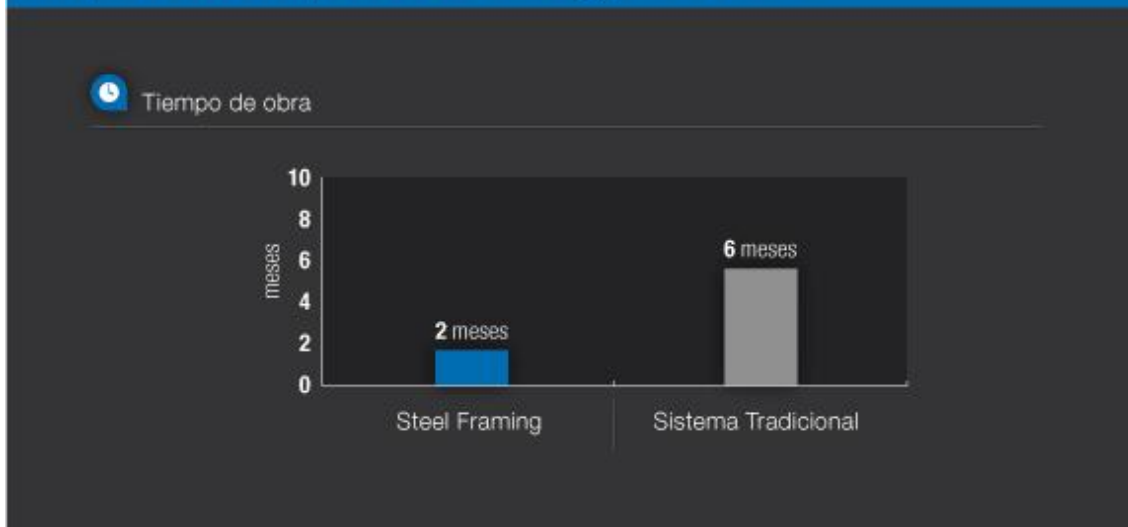 Tiempo de obra
10
8
6
4
2
0
meses
2 meses
6 meses
Steel Framing
Sistema Tradicional